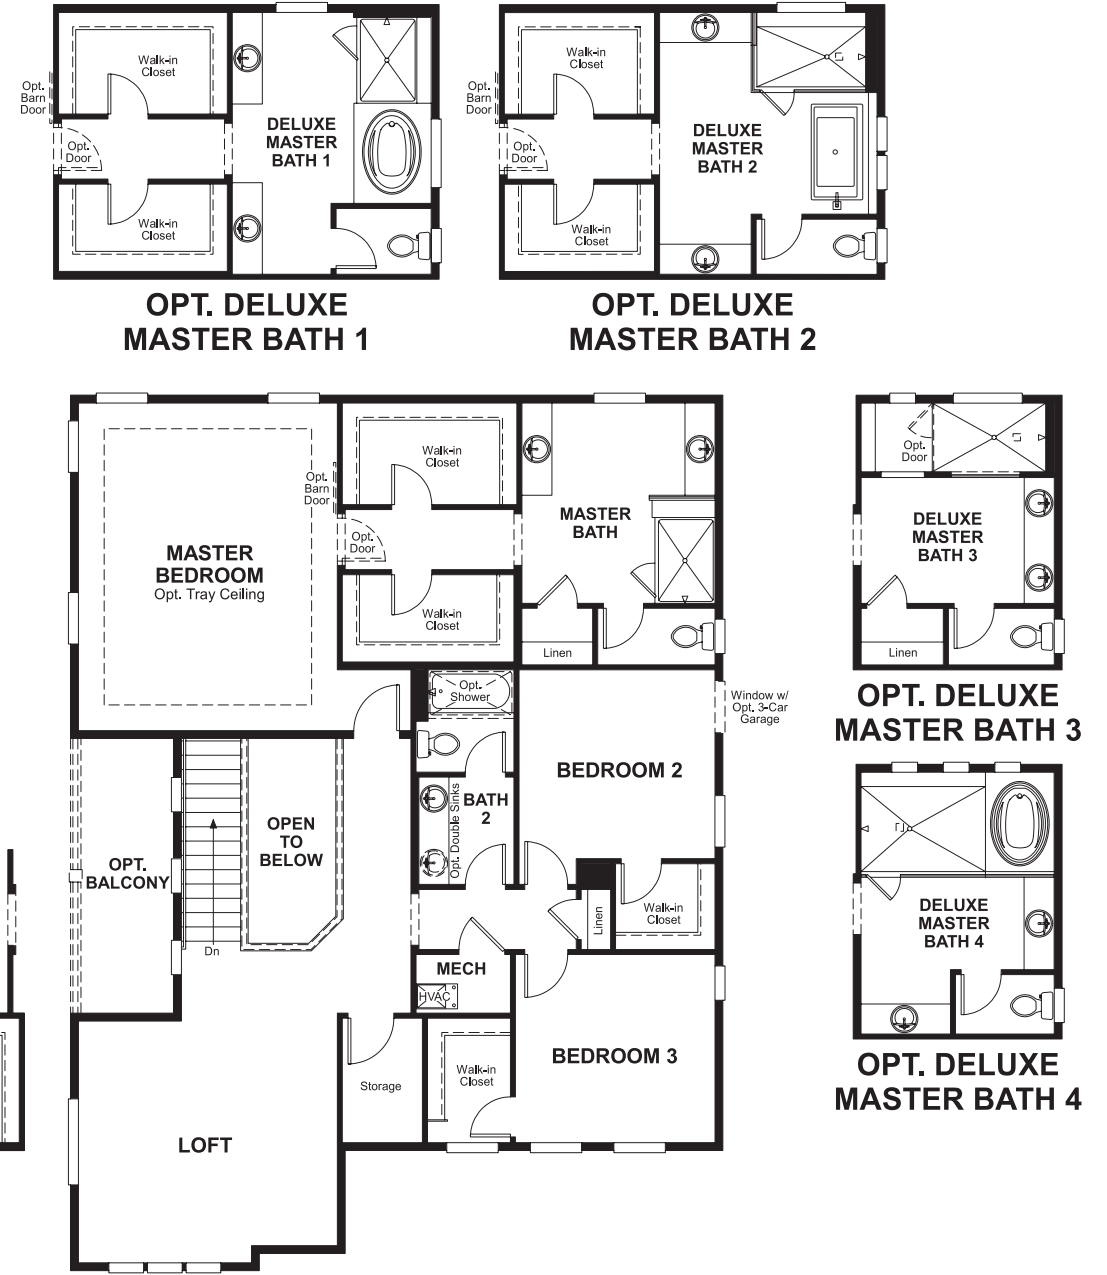 Walk-in
Closet
Opt.
Barn
Door
Opt.
Door
DELUXE
MASTER
BATH 1
Walk-in
Closet
OPT. DELUXE
MASTER BATH 1
Walk-in
Closet
Opt.
Barn
Door
Opt.
Door
DELUXE
MASTER
BATH 2
Walk-in
Closet
OPT. DELUXE
MASTER BATH 2
Walk-in
Closet
Opt.
Barn
Door
Opt.
Door
MASTER
BATH
MASTER
BEDROOM
Opt. Tray Ceiling
Walk-in
Closet
Linen
Opt.
Shower
Window w/
Opt. 3-Car
Garage
BEDROOM 2
BATH
2
Opt. Double Sinks
OPEN
TO
BELOW
OPT.
BALCONY
Dn
Linen
Walk-in
Closet
MECH
HVAC
BEDROOM 3
Walk-in
Closet
Storage
LOFT
Opt.
Door
DELUXE
MASTER
BATH 3
Linen
OPT. DELUXE
MASTER BATH 3
DELUXE
MASTER
BATH 4
OPT. DELUXE
MASTER BATH 4